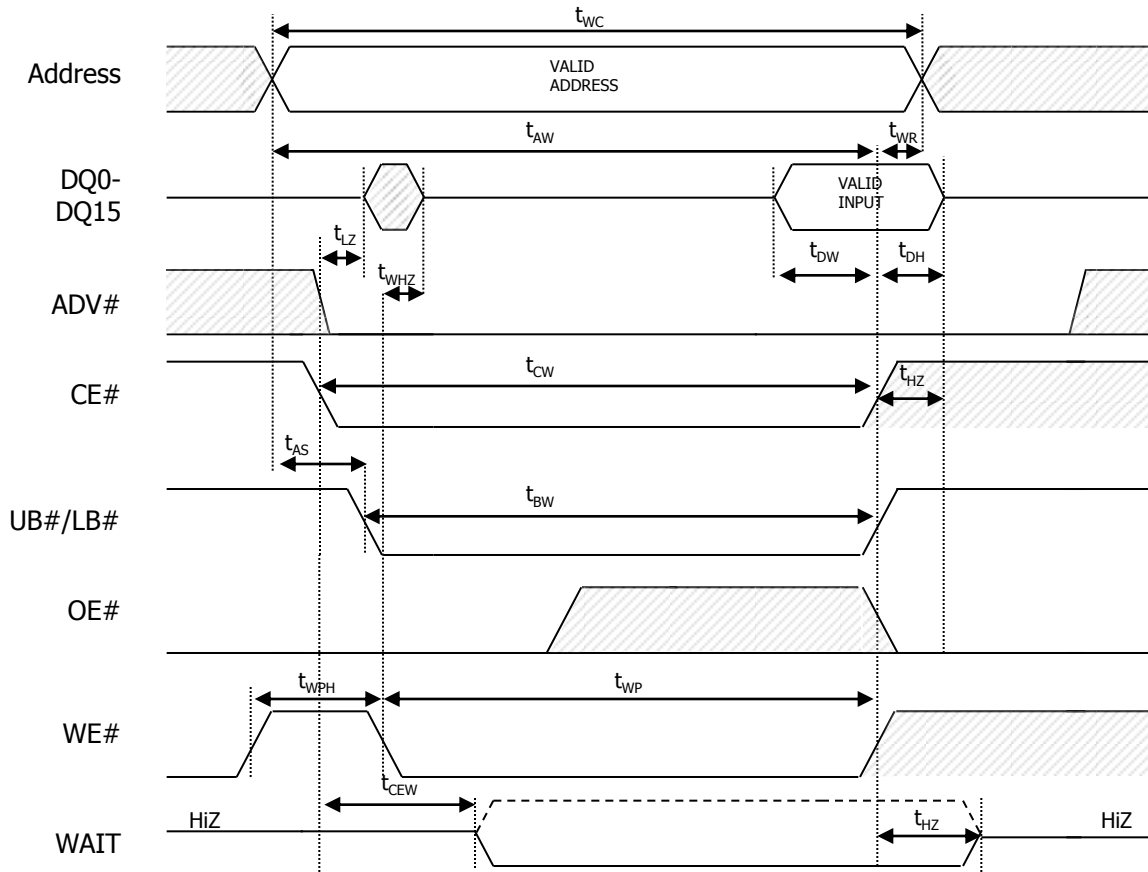 tWC
Address
VALID
ADDRESS
tAW
tWR
DQ0-
DQ15
VALID
INPUT
tLZ
tWHZ
tDW
tDH
ADV#
tCW
tHZ
CE#
tAS
tBW
UB#/LB#
OE#
tWPH
tWP
WE#
tCEW
HiZ
tHZ
HiZ
WAIT